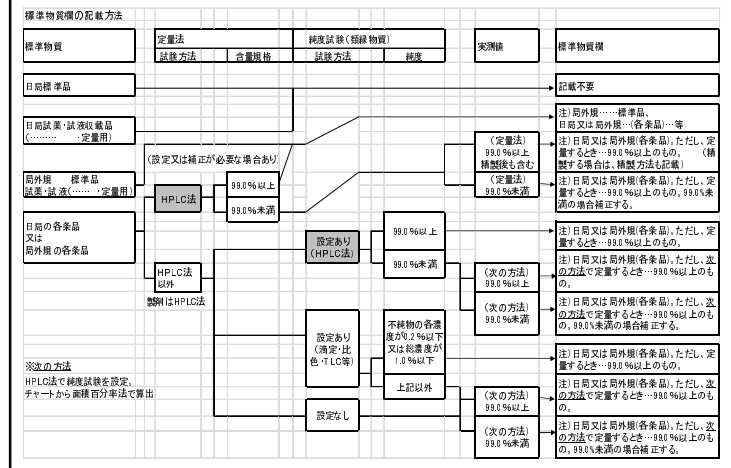 標準物質欄の記載方法
標準物質
定量法
純度試験(類縁物質)
実測値
標準物質欄
試験方法
含量規格
試験方法
純度
日局標準品
記載不要
日局試薬・試液収載品
(……… ・定量用)
注)局外規……標準品、
日局又は局外規…(各条品)…等
(設定又は補正が必要な場合あり)
(定量法)
99.0%以上
精製後も含む
注)日局又は局外規(各条品)。ただし、定
量するとき…99.0%以上のもの。 (精
製する場合は、精製方法も記載)
局外規 標準品
試薬・試液(…… ・定量用)
HPLC法
99.0%以上
99.0%未満
(定量法)
99.0%未満
注)日局又は局外規(各条品)。ただし、定
量するとき…99.0%以上のもの。99.0%未
満の場合補正する。
日局の各条品
又は
局外規の各条品
設定あり
(HPLC法)
99.0%以上
注)日局又は局外規(各条品)。ただし、定
量するとき…99.0%以上のもの。
HPLC法
以外
製剤はHPLC法
99.0%未満
(次の方法)
99.0%以上
注)日局又は局外規(各条品)。ただし、次
の方法で定量するとき…99.0%以上のも
の。
(次の方法)
99.0%未満
注)日局又は局外規(各条品)。ただし、次
の方法で定量するとき…99.0%以上のも
の。99.0%未満の場合補正する。
設定あり
(滴定・比
色・TLC等)
不純物の各濃
度が0.2%以下
又は総濃度が
1.0%以下
注)日局又は局外規(各条品)。ただし、定
量するとき…99.0%以上のもの。
※次の方法
HPLC法で純度試験を設定。
チャートから面積百分率法で算出
上記以外
(次の方法)
99.0%以上
注)日局又は局外規(各条品)。ただし、次
の方法で定量するとき…99.0%以上のも
の。
設定なし
(次の方法)
99.0%未満
注)日局又は局外規(各条品)。ただし、次
の方法で定量するとき…99.0%以上のも
の。99.0%未満の場合補正する。